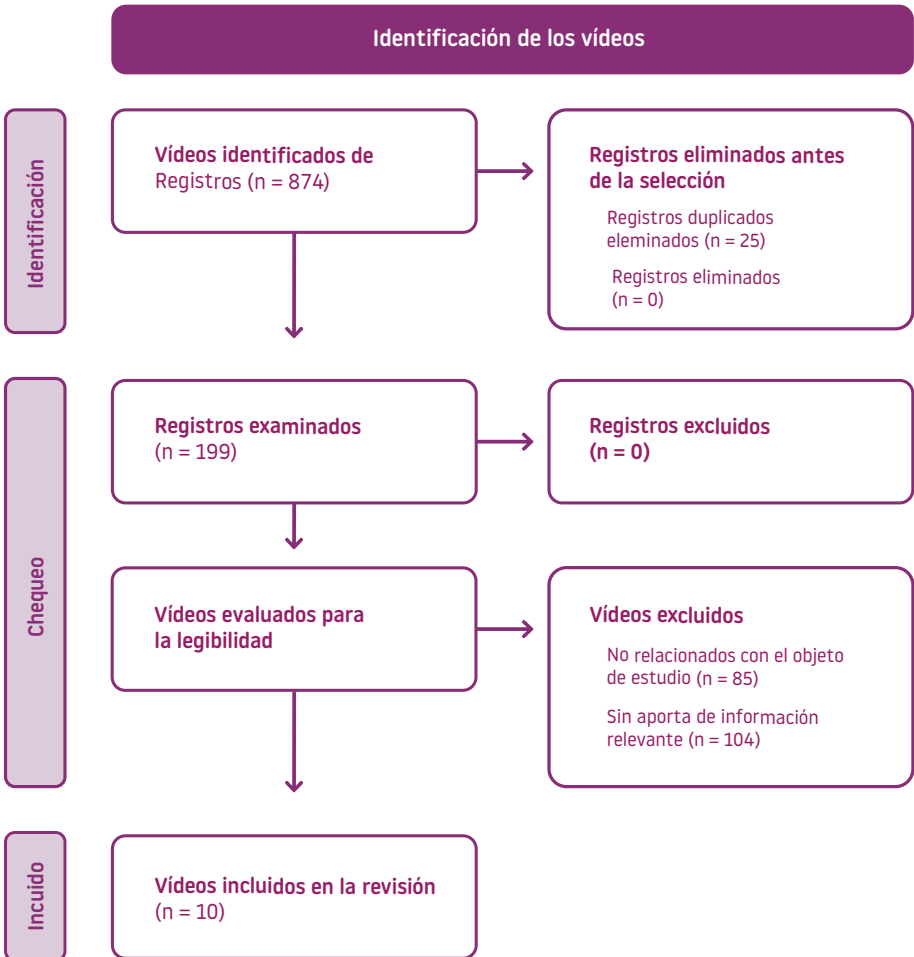 Identificación de los vídeos
Identificación
Vídeos identificados de
Registros (n = 874)
Registros eliminados antes
de la selección
Registros duplicados
eleminados (n = 25)
Registros eliminados
(n = 0)
Chequeo
Registros examinados
(n = 199)
Registros excluidos
(n = 0)
Vídeos evaluados para
la legibilidad
Vídeos excluidos
No relacionados con el objeto
de estudio (n = 85)
Sin aporta de información
relevante (n = 104)
Incuido
Vídeos incluidos en la revisión
(n = 10)